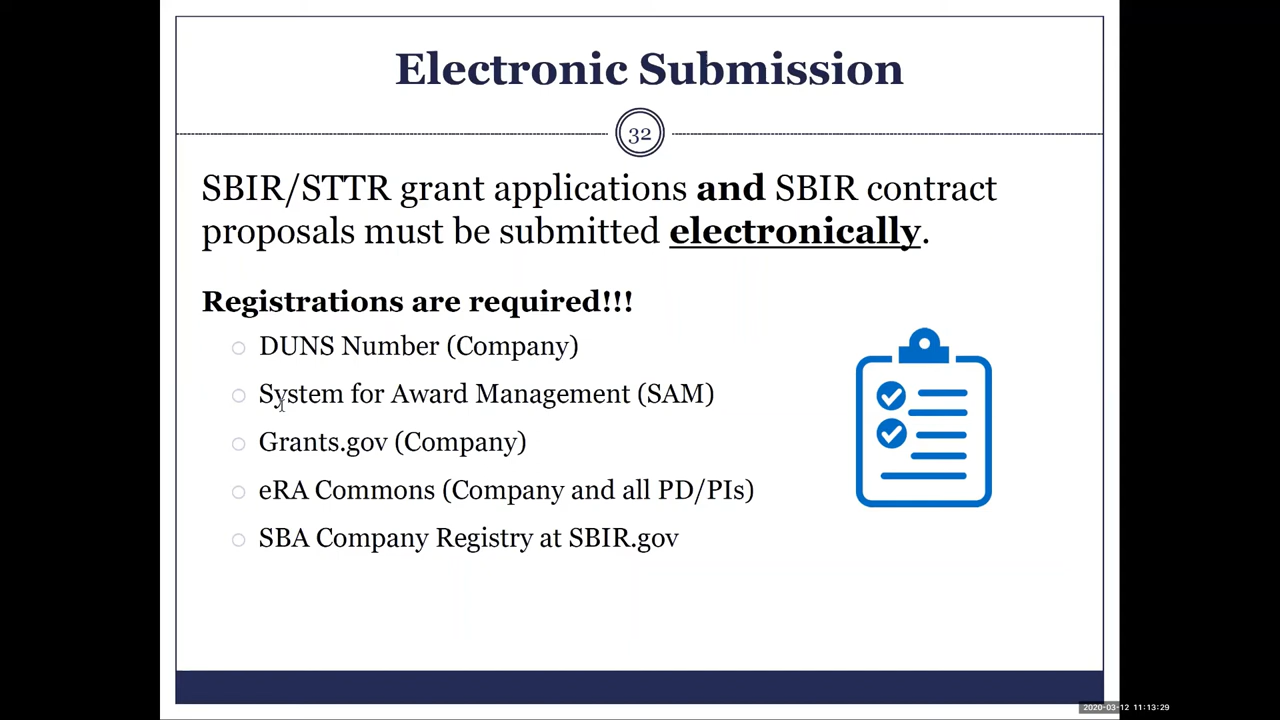 Electronic Submission
32
SBIR/STTR grant applications and SBIR contract
proposals must be submitted electronically.
Registrations are required!!!
DUNS Number (Company)
System for Award Management (SAM)
Grants.gov (Company)
eRA Commons (Company and all PD/PIs)
SBA Company Registry at SBIR.gov
2020-03-12 11:13:29